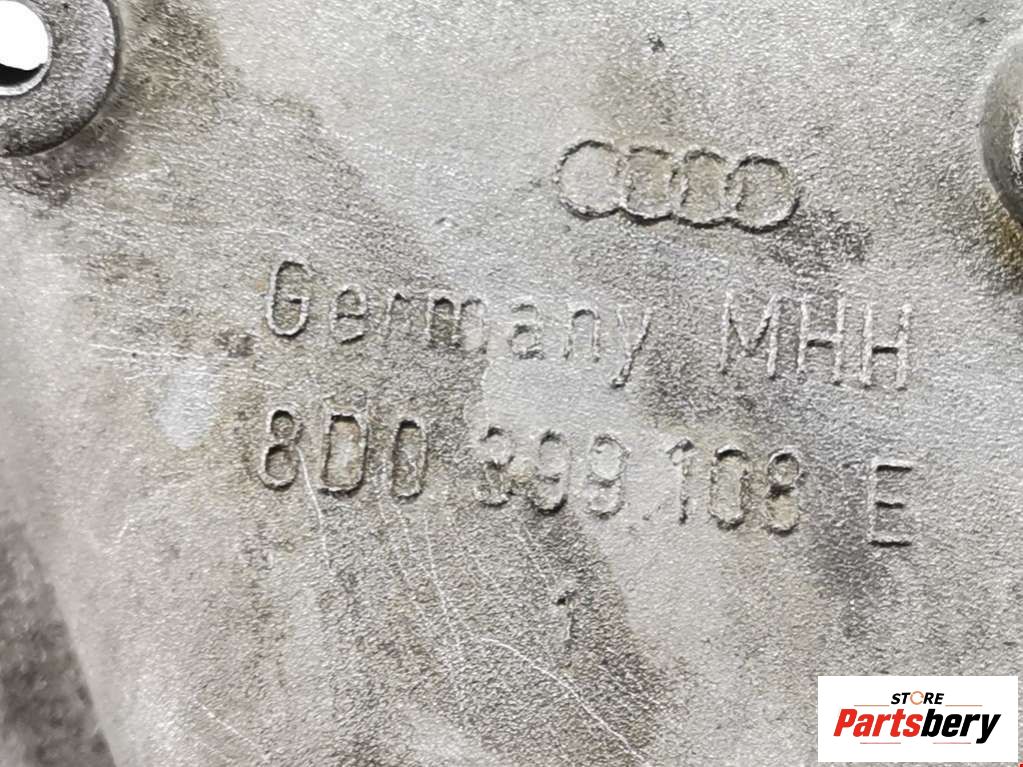 Germany MHH
8D0 399 108 E
STORE
Partsbery